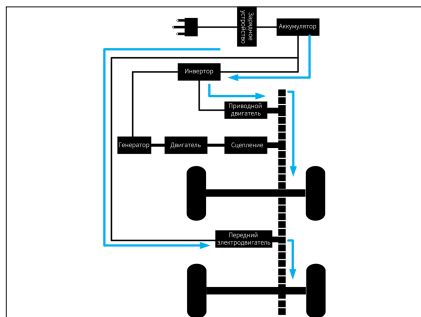 Зарядное
устройство
Аккумулятор
Инвертор
Приводной
двигатель
Генератор
Двигатель
Сцепление
Передний
электродвигатель